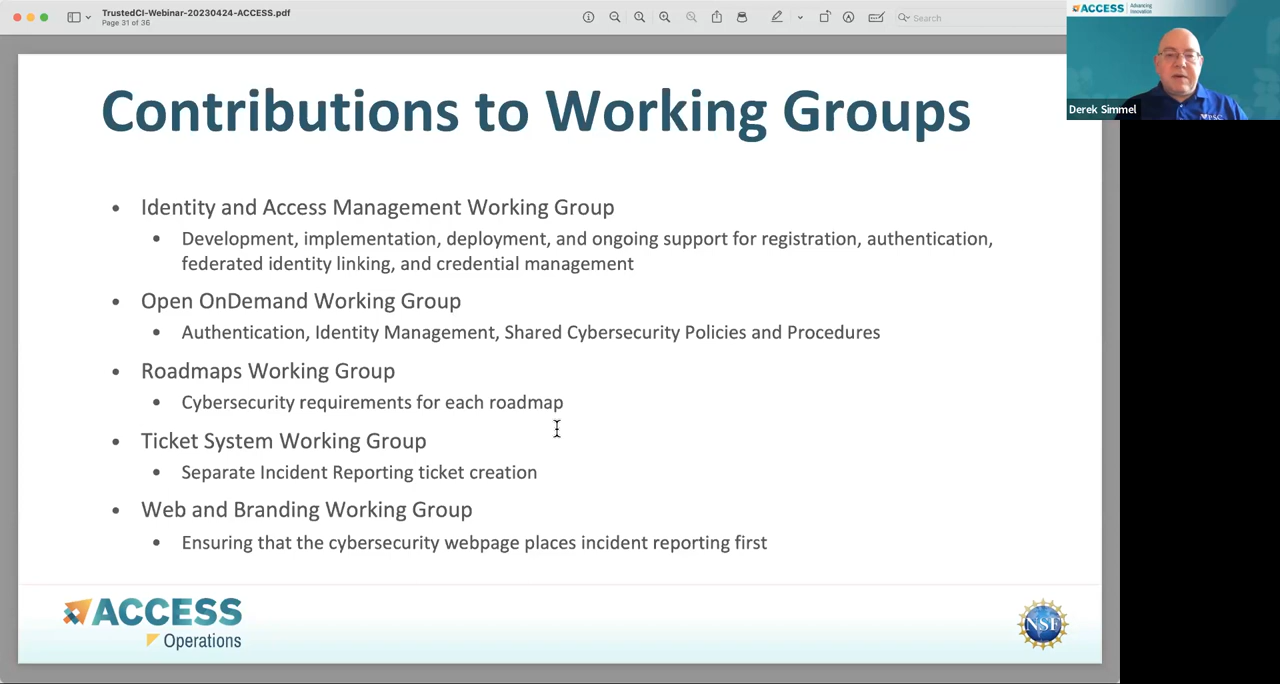 TrustedCI-Webinar-20230424-ACCESS.pdf
Page 31 of 36
Search
ACCESS
Advancing
Innovation
Derek Simmel
PSC
Contributions to Working Groups
• Identity and Access Management Working Group
• Development, implementation, deployment, and ongoing support for registration, authentication,
federated identity linking, and credential management
• Open OnDemand Working Group
• Authentication, Identity Management, Shared Cybersecurity Policies and Procedures
• Roadmaps Working Group
• Cybersecurity requirements for each roadmap
• Ticket System Working Group
• Separate Incident Reporting ticket creation
• Web and Branding Working Group
• Ensuring that the cybersecurity webpage places incident reporting first
ACCESS
Operations
NSF